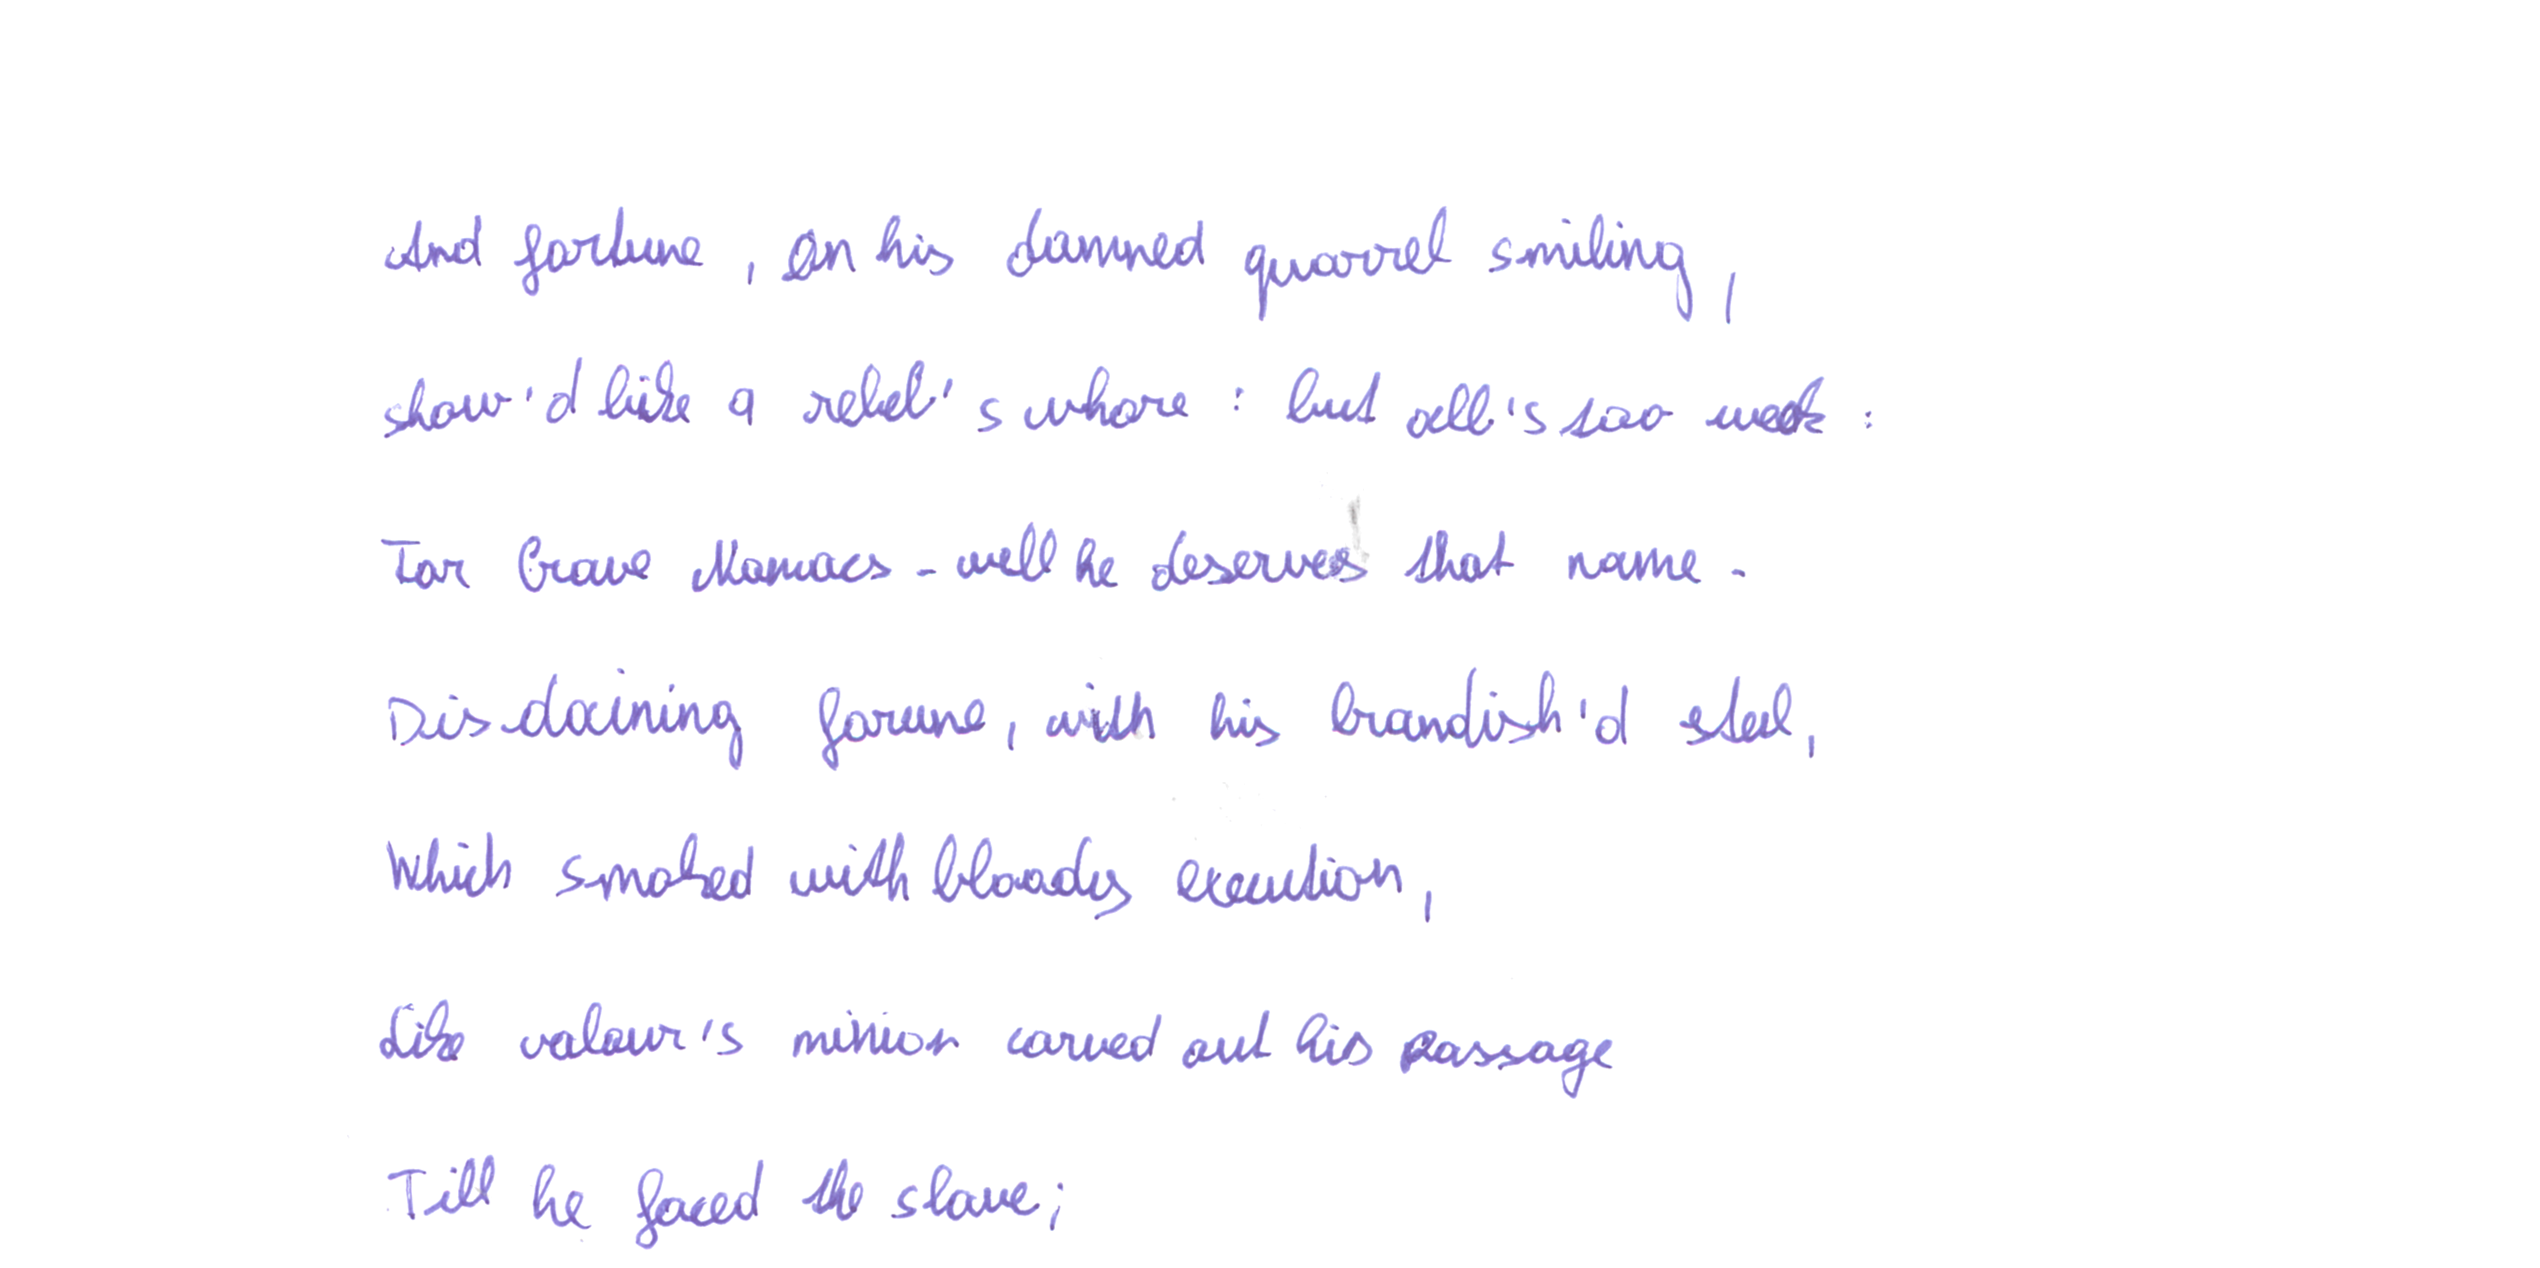 And fortune, on his damned quarrel smiling,
show'd like a rebel's whore: but all's too weak:
For brave Macbeth - well he deserves that name -
Disdaining forune, with his brandish'd steel,
Which smoked with bloody execution,
Like valour's minion carved out his passage
Till he faced the slave;